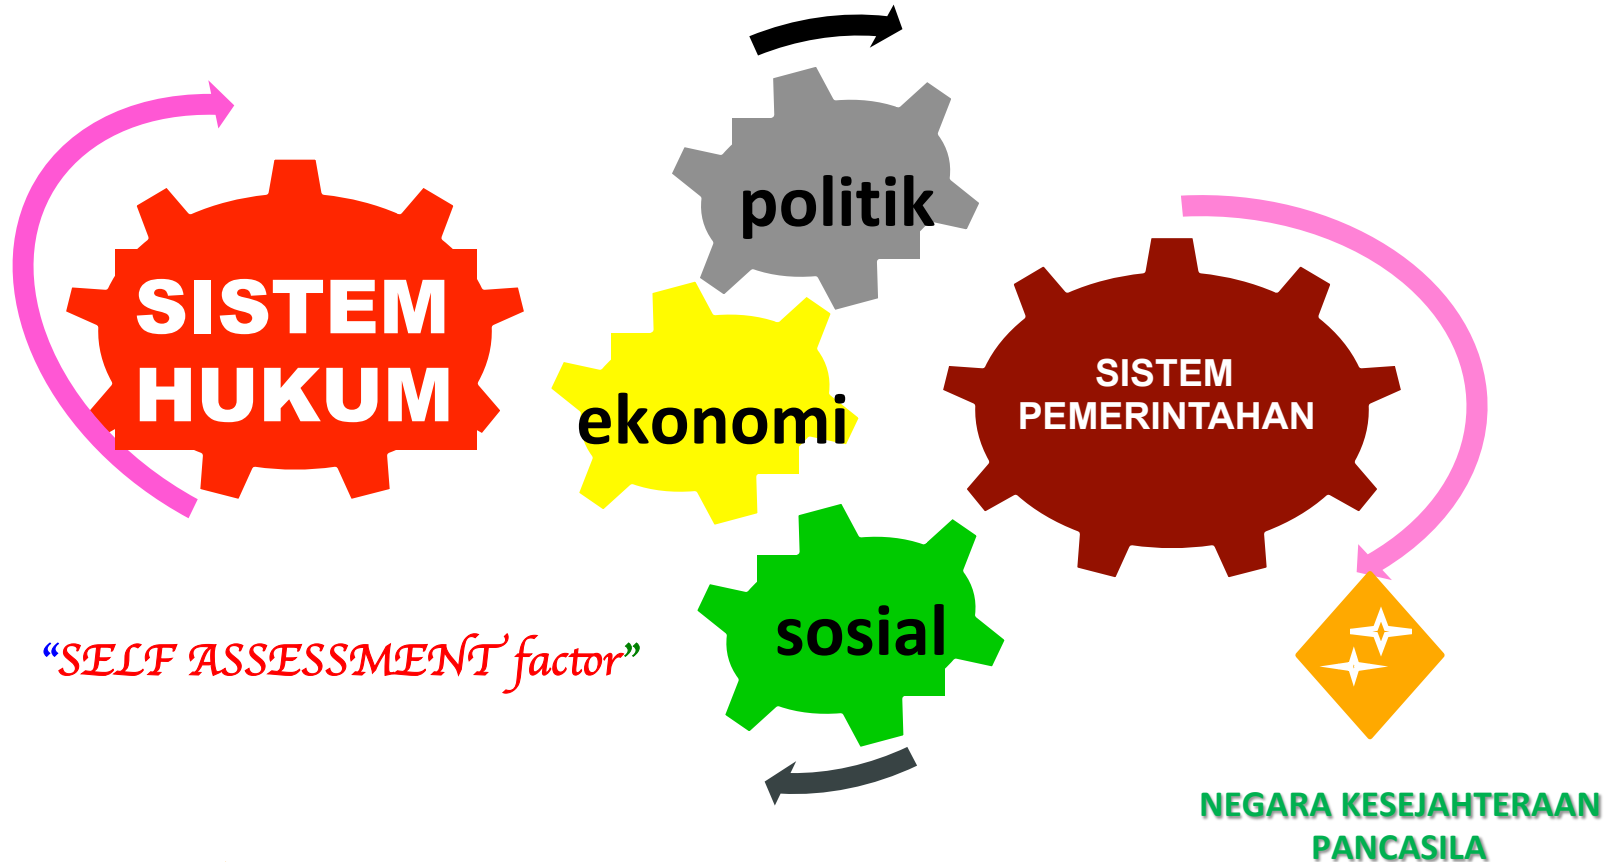 politik
SISTEM
HUKUM
ekonomi
SISTEM
PEMERINTAHAN
sosial
“SELF ASSESSMENT factor”
NEGARA KESEJAHTERAAN
PANCASILA